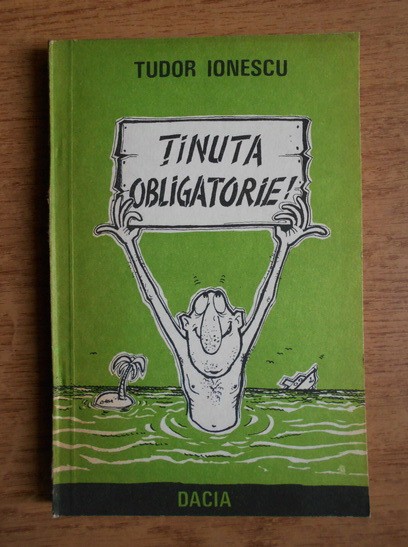 TUDOR IONESCU
ȚINUTA
OBLIGATORIE!
DACIA